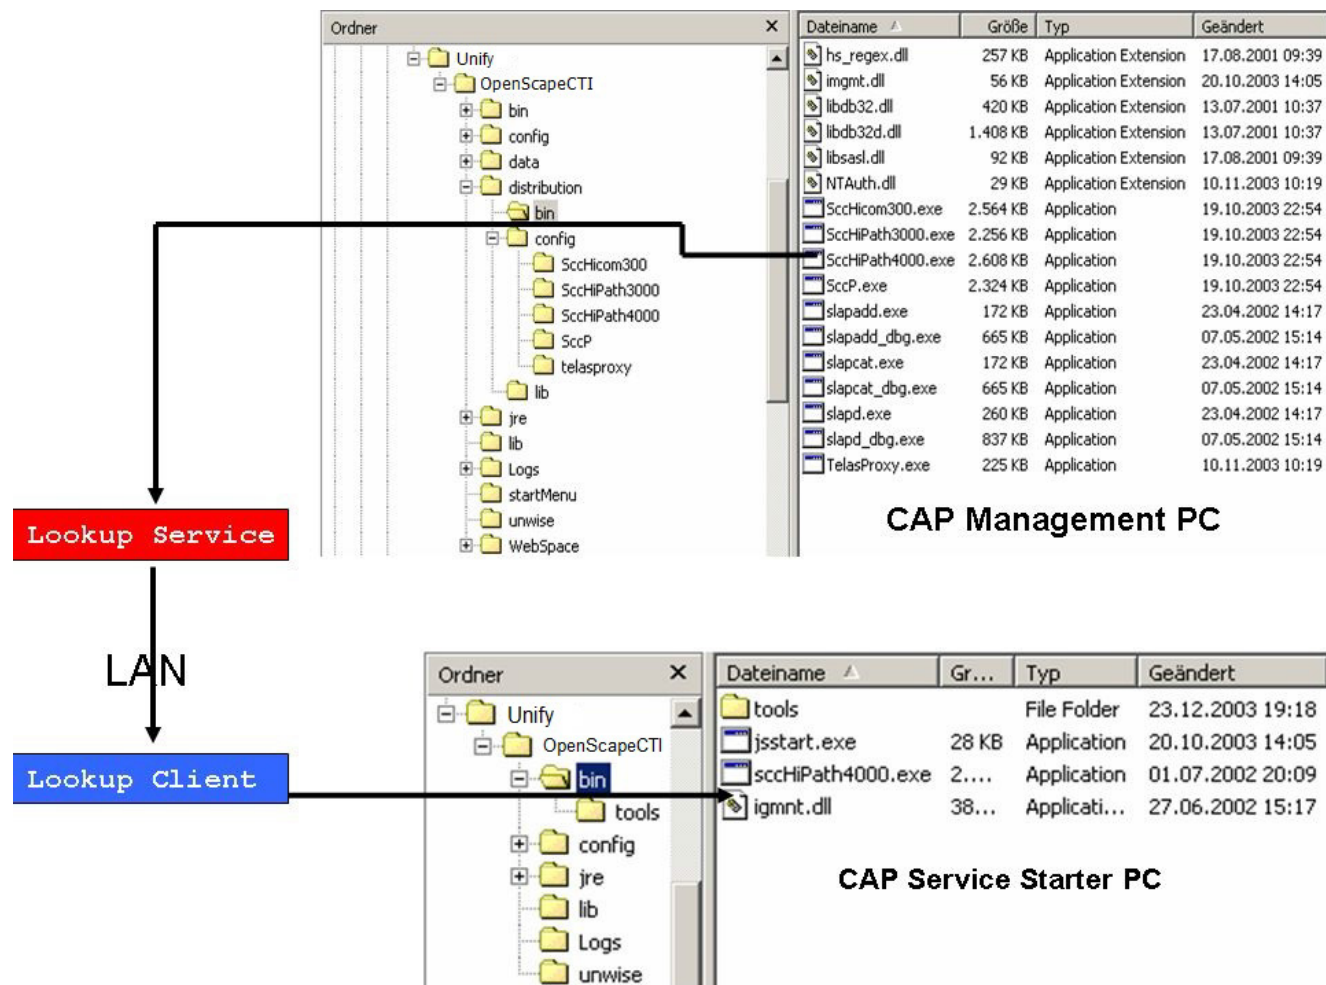 Ordner
Unify
OpenScapeCTI
bin
config
data
distribution
bin
config
SccHicom300
SccHiPath3000
SccHiPath4000
SccP
telasproxy
lib
jre
lib
Logs
startMenu
unwise
WebSpace
Dateiname Größe Typ Geändert
hs_regex.dll 257 KB Application Extension 17.08.2001 09:39
imgmt.dll 56 KB Application Extension 20.10.2003 14:05
libdb32.dll 420 KB Application Extension 13.07.2001 10:37
libdb32d.dll 1.408 KB Application Extension 13.07.2001 10:37
libsasl.dll 92 KB Application Extension 17.08.2001 09:39
NTAuth.dll 29 KB Application Extension 10.11.2003 10:19
SccHicom300.exe 2.564 KB Application 19.10.2003 22:54
SccHiPath3000.exe 2.256 KB Application 19.10.2003 22:54
SccHiPath4000.exe 2.608 KB Application 19.10.2003 22:54
SccP.exe 2.324 KB Application 19.10.2003 22:54
slapadd.exe 172 KB Application 23.04.2002 14:17
slapadd_dbg.exe 665 KB Application 07.05.2002 15:14
slapcat.exe 172 KB Application 23.04.2002 14:17
slapcat_dbg.exe 665 KB Application 07.05.2002 15:14
slapd.exe 260 KB Application 23.04.2002 14:17
slapd_dbg.exe 837 KB Application 07.05.2002 15:14
TelasProxy.exe 225 KB Application 10.11.2003 10:19
CAP Management PC
Lookup Service
LAN
Lookup Client
Ordner
Unify
OpenScapeCTI
bin
tools
config
jre
lib
Logs
unwise
Dateiname Gr... Typ Geändert
tools File Folder 23.12.2003 19:18
jsstart.exe 28 KB Application 20.10.2003 14:05
sccHiPath4000.exe 2.... Application 01.07.2002 20:09
igmnt.dll 38... Applicati... 27.06.2002 15:17
CAP Service Starter PC